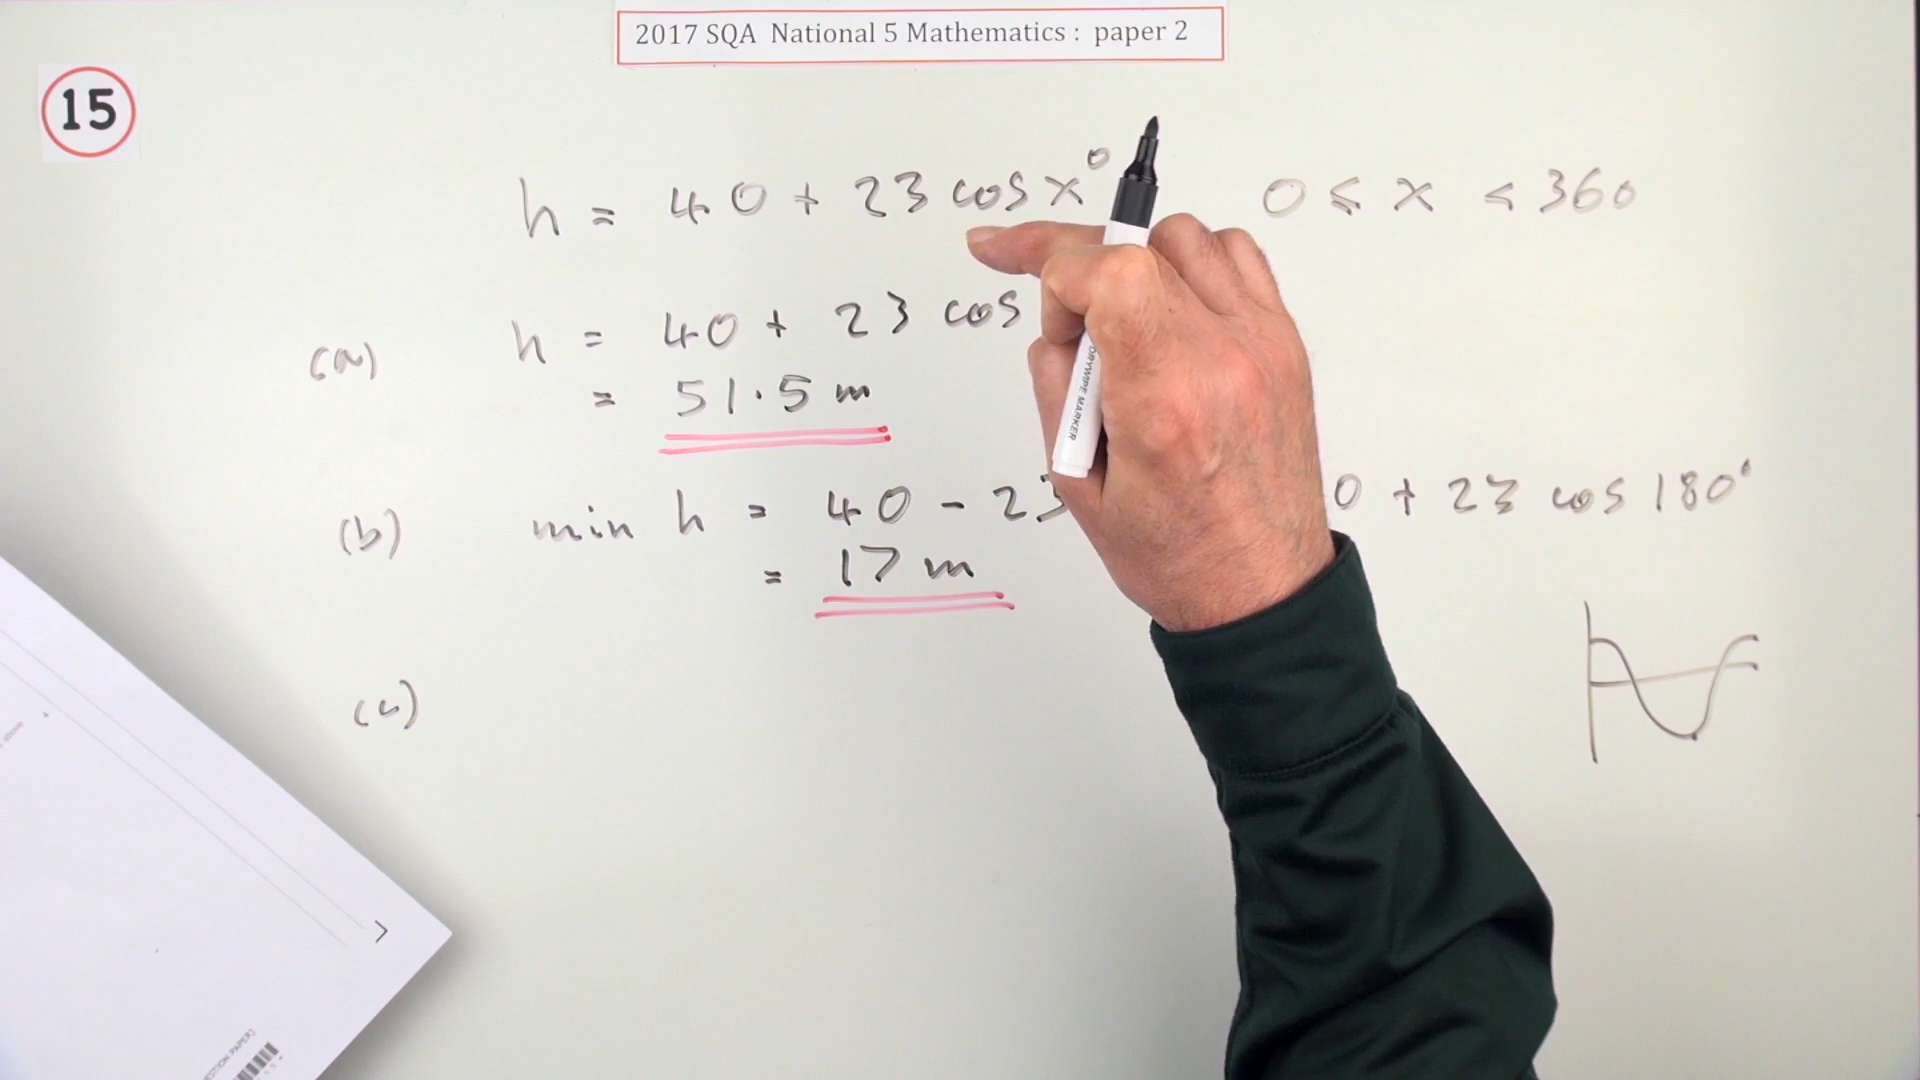 2017 SQA National 5 Mathematics : paper 2
15
h = 40 + 23 cos x° 0 ≤ x < 360
(a) h = 40 + 23 cos
= 51.5 m
(b) min h = 40 - 23 0 + 23 cos 180°
= 17 m
(c)
DRYWIPE MARKER